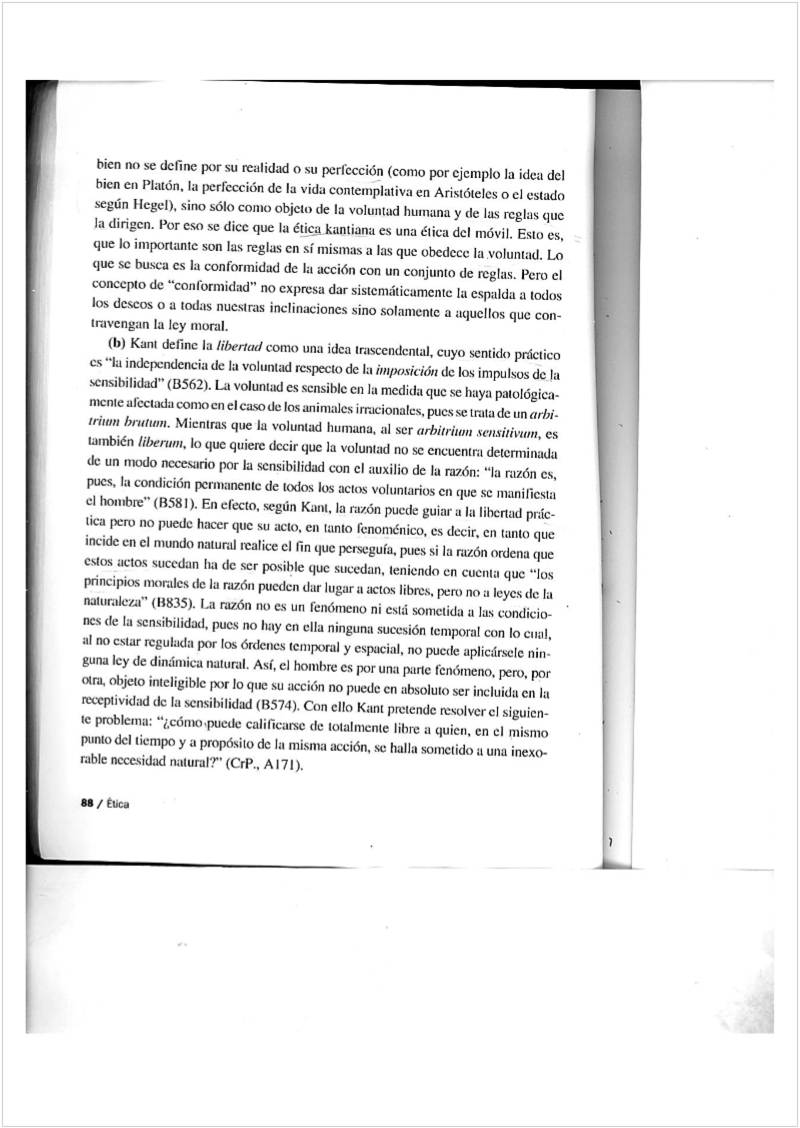 bien no se define por su realidad o su perfección (como por ejemplo la idea del
bien en Platón, la perfección de la vida contemplativa en Aristóteles o el estado
según Hegel), sino sólo como objeto de la voluntad humana y de las reglas que
la dirigen. Por eso se dice que la ética kantiana es una ética del móvil. Esto es,
que lo importante son las reglas en sí mismas a las que obedece la voluntad. Lo
que se busca es la conformidad de la acción con un conjunto de reglas. Pero el
concepto de “conformidad” no expresa dar sistemáticamente la espalda a todos
los deseos o a todas nuestras inclinaciones sino solamente a aquellos que con-
travengan la ley moral.
(b) Kant define la libertad como una idea trascendental, cuyo sentido práctico
es “la independencia de la voluntad respecto de la imposición de los impulsos de la
sensibilidad” (B562). La voluntad es sensible en la medida que se haya patológica-
mente afectada como en el caso de los animales irracionales, pues se trata de un arbi-
trium brutum. Mientras que la voluntad humana, al ser arbitrium sensitivum, es
también liberum, lo que quiere decir que la voluntad no se encuentra determinada
de un modo necesario por la sensibilidad con el auxilio de la razón: “la razón es,
pues, la condición permanente de todos los actos voluntarios en que se manifiesta
el hombre” (B581). En efecto, según Kant, la razón puede guiar a la libertad prác-
tica pero no puede hacer que su acto, en tanto fenoménico, es decir, en tanto que
incide en el mundo natural realice el fin que perseguía, pues si la razón ordena que
estos actos sucedan ha de ser posible que sucedan, teniendo en cuenta que “los
principios morales de la razón pueden dar lugar a actos libres, pero no a leyes de la
naturaleza” (B835). La razón no es un fenómeno ni está sometida a las condicio-
nes de la sensibilidad, pues no hay en ella ninguna sucesión temporal con lo cual,
al no estar regulada por los órdenes temporal y espacial, no puede aplicársele nin-
guna ley de dinámica natural. Así, el hombre es por una parte fenómeno, pero, por
otra, objeto inteligible por lo que su acción no puede en absoluto ser incluida en la
receptividad de la sensibilidad (B574). Con ello Kant pretende resolver el siguien-
te problema: “¿cómo puede calificarse de totalmente libre a quien, en el mismo
punto del tiempo y a propósito de la misma acción, se halla sometido a una inexo-
rable necesidad natural?” (CrP., A171).
88 / Ética